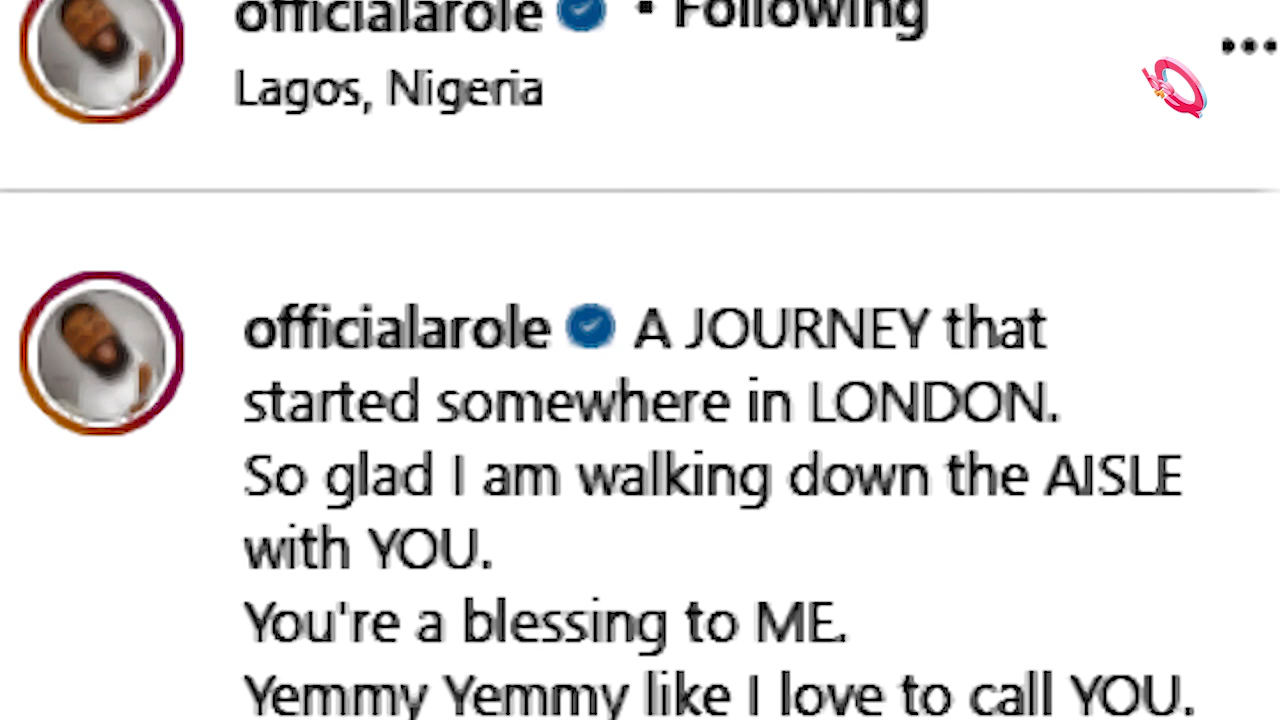 officialarole • Following
Lagos, Nigeria
officialarole A JOURNEY that
started somewhere in LONDON.
So glad I am walking down the AISLE
with YOU.
You're a blessing to ME.
Yemmy Yemmy like I love to call YOU.